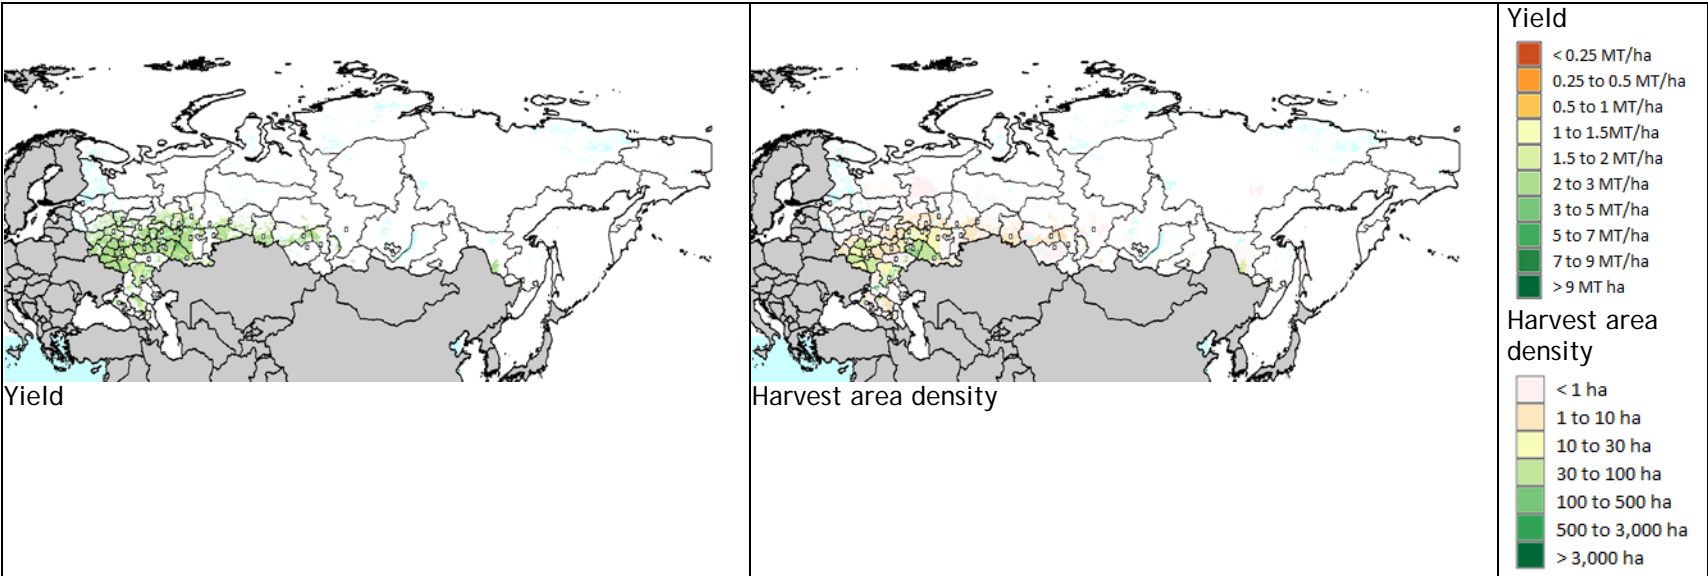 Yield
Harvest area density
Yield
< 0.25 MT/ha
0.25 to 0.5 MT/ha
0.5 to 1 MT/ha
1 to 1.5MT/ha
1.5 to 2 MT/ha
2 to 3 MT/ha
3 to 5 MT/ha
5 to 7 MT/ha
7 to 9 MT/ha
> 9 MT ha
Harvest area
density
< 1 ha
1 to 10 ha
10 to 30 ha
30 to 100 ha
100 to 500 ha
500 to 3,000 ha
> 3,000 ha